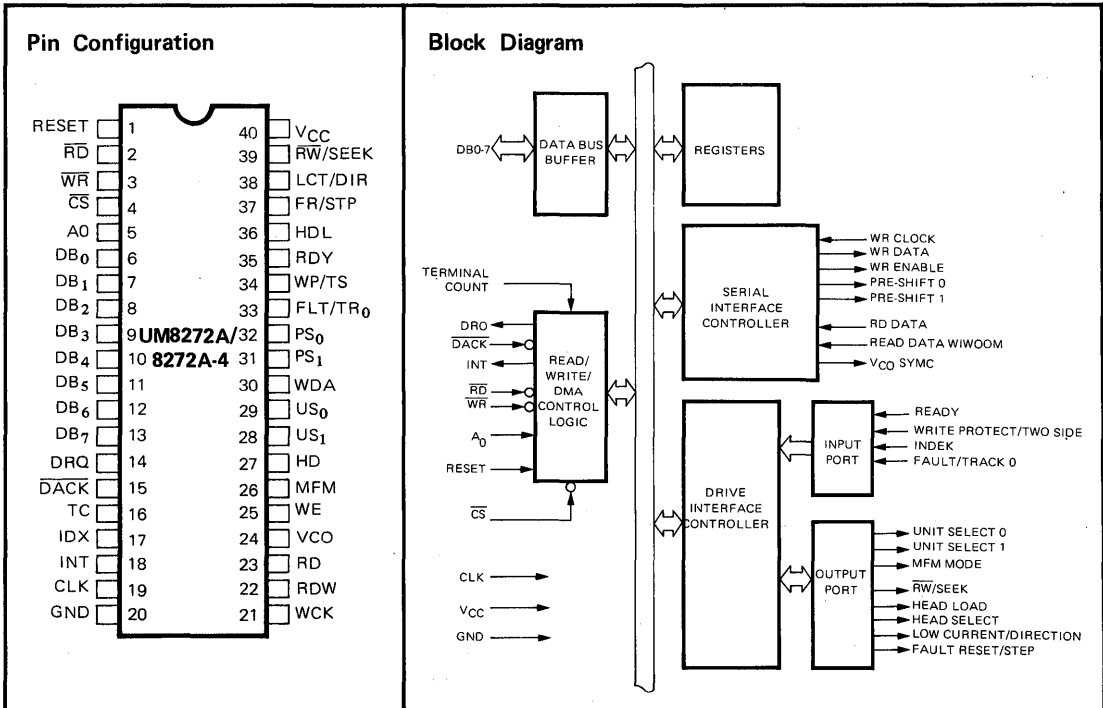 Pin Configuration
RESET 1
RD 2
WR 3
CS 4
A0 5
DB0 6
DB1 7
DB2 8
DB3 9
DB4 10
DB5 11
DB6 12
DB7 13
DRQ 14
DACK 15
TC 16
IDX 17
INT 18
CLK 19
GND 20
UM8272A/
8272A-4
40 VCC
39 RW/SEEK
38 LCT/DIR
37 FR/STP
36 HDL
35 RDY
34 WP/TS
33 FLT/TR0
32 PS0
31 PS1
30 WDA
29 US0
28 US1
27 HD
26 MFM
25 WE
24 VCO
23 RD
22 RDW
21 WCK
Block Diagram
DB0-7
DATA BUS
BUFFER
REGISTERS
TERMINAL
COUNT
DRO
DACK
INT
RD
WR
A0
RESET
CS
READ/
WRITE/
DMA
CONTROL
LOGIC
CLK
VCC
GND
SERIAL
INTERFACE
CONTROLLER
WR CLOCK
WR DATA
WR ENABLE
PRE-SHIFT 0
PRE-SHIFT 1
RD DATA
READ DATA WIWOOM
VCO SYMC
DRIVE
INTERFACE
CONTROLLER
INPUT
PORT
READY
WRITE PROTECT/TWO SIDE
INDEK
FAULT/TRACK 0
OUTPUT
PORT
UNIT SELECT 0
UNIT SELECT 1
MFM MODE
RW/SEEK
HEAD LOAD
HEAD SELECT
LOW CURRENT/DIRECTION
FAULT RESET/STEP